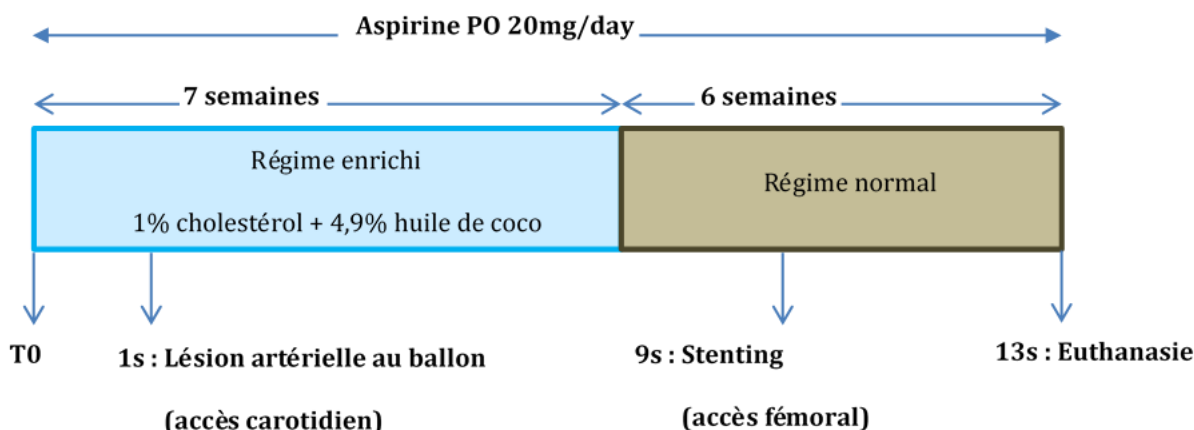 Aspirine PO 20mg/day
7 semaines
6 semaines
Régime enrichi
1% cholestérol + 4,9% huile de coco
Régime normal
T0
1s : Lésion artérielle au ballon
(accès carotidien)
9s : Stenting
(accès fémoral)
13s : Euthanasie